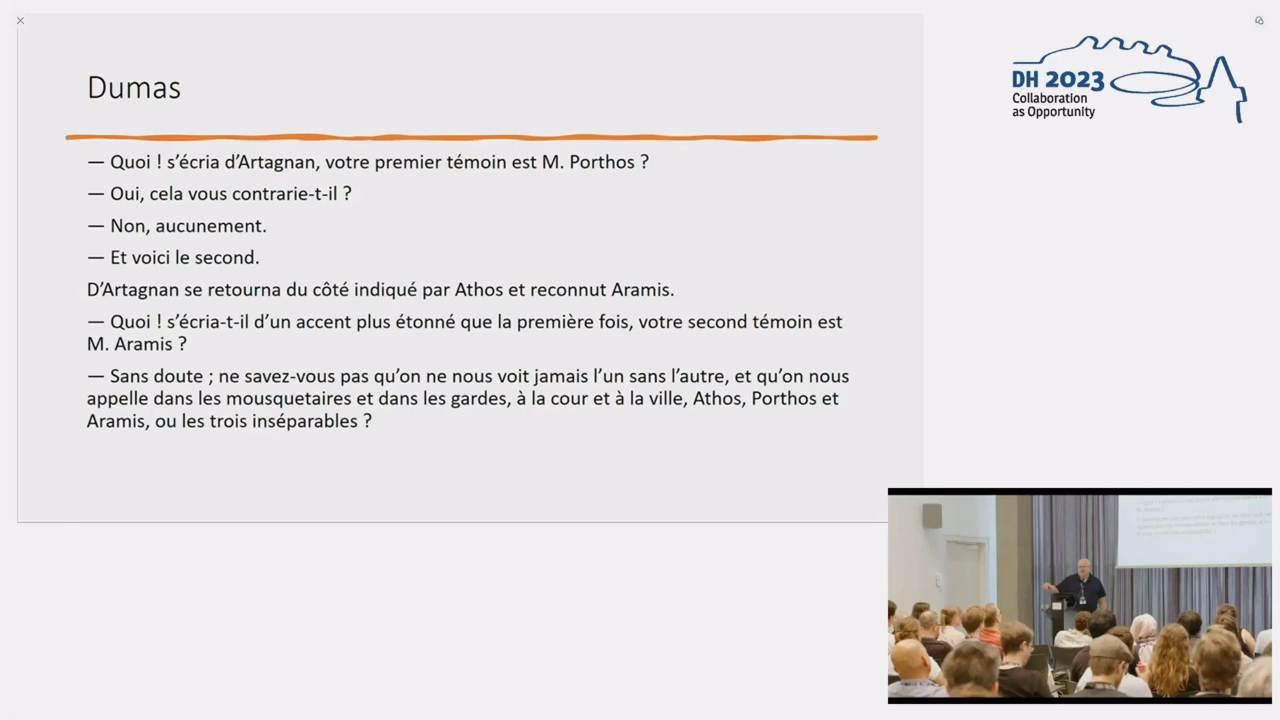 Dumas
— Quoi ! s’écria d’Artagnan, votre premier témoin est M. Porthos ?
— Oui, cela vous contrarie-t-il ?
— Non, aucunement.
— Et voici le second.
D’Artagnan se retourna du côté indiqué par Athos et reconnut Aramis.
— Quoi ! s’écria-t-il d’un accent plus étonné que la première fois, votre second témoin est
M. Aramis ?
— Sans doute ; ne savez-vous pas qu’on ne nous voit jamais l’un sans l’autre, et qu’on nous
appelle dans les mousquetaires et dans les gardes, à la cour et à la ville, Athos, Porthos et
Aramis, ou les trois inséparables ?
DH 2023
Collaboration
as Opportunity